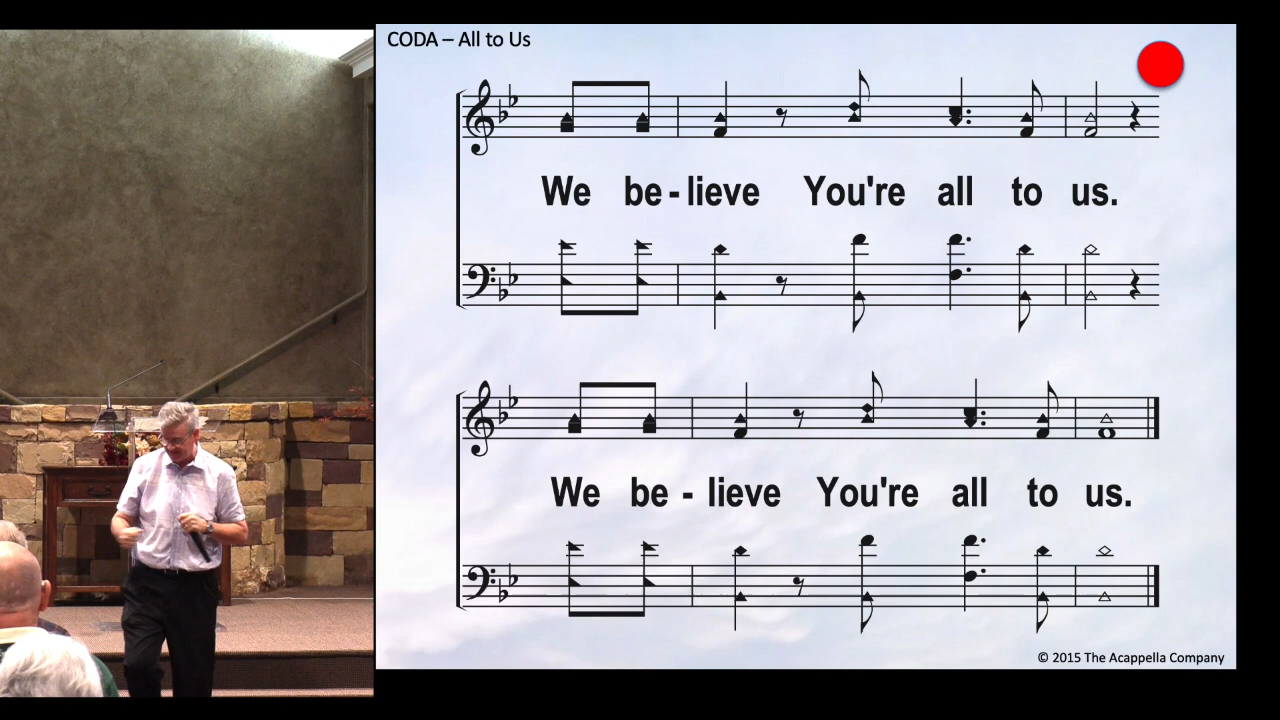 CODA – All to Us
We be - lieve You're all to us.
We be - lieve You're all to us.
© 2015 The Acappella Company